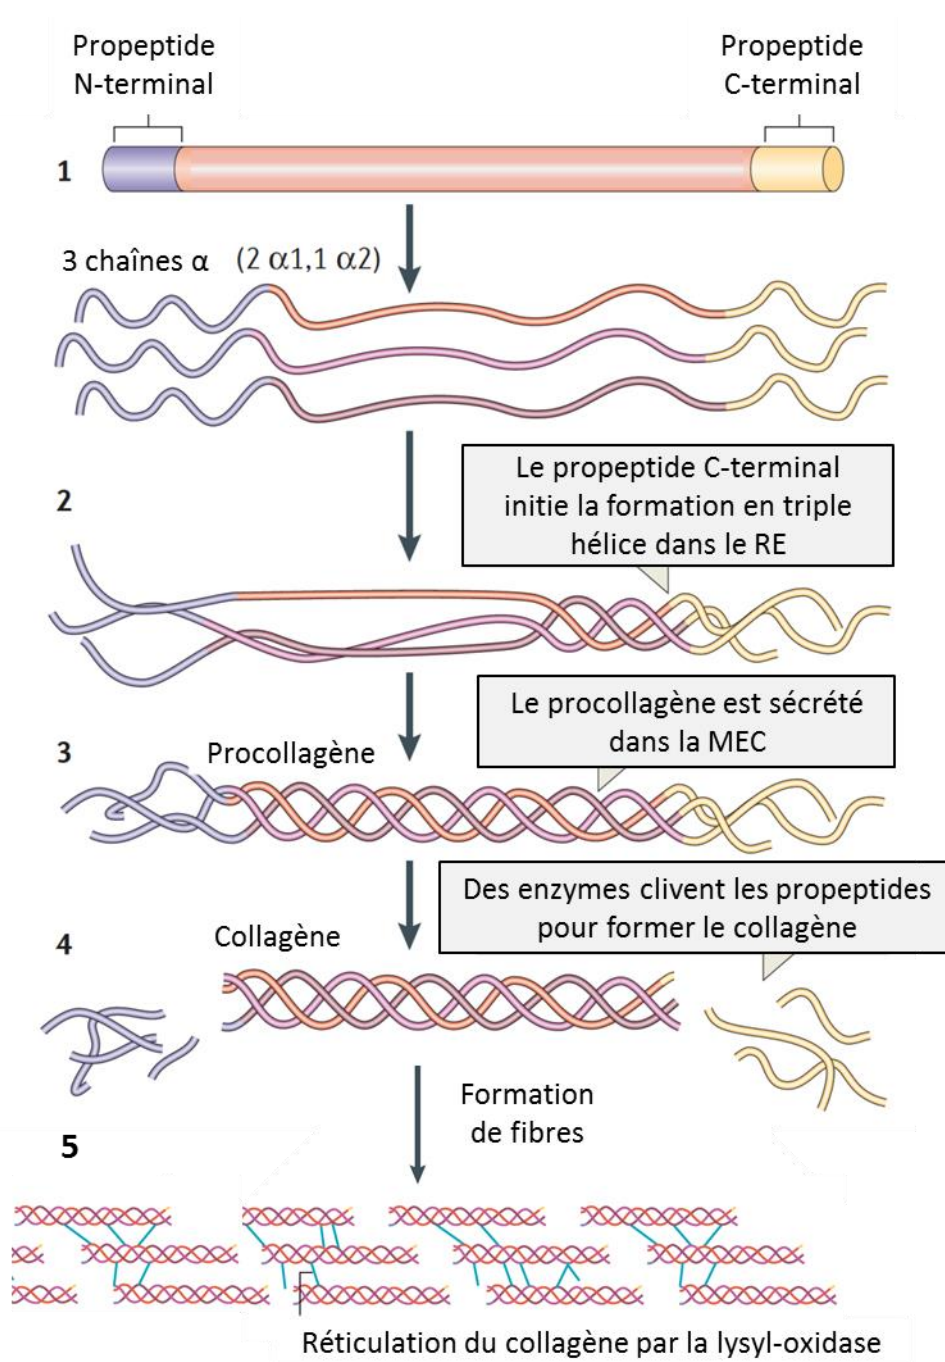 Propeptide
N-terminal
Propeptide
C-terminal
1
3 chaînes α (2 α1,1 α2)
2
Le propeptide C-terminal
initie la formation en triple
hélice dans le RE
Le procollagène est sécrété
dans la MEC
3
Procollagène
Des enzymes clivent les propeptides
pour former le collagène
4
Collagène
Formation
de fibres
5
Réticulation du collagène par la lysyl-oxidase